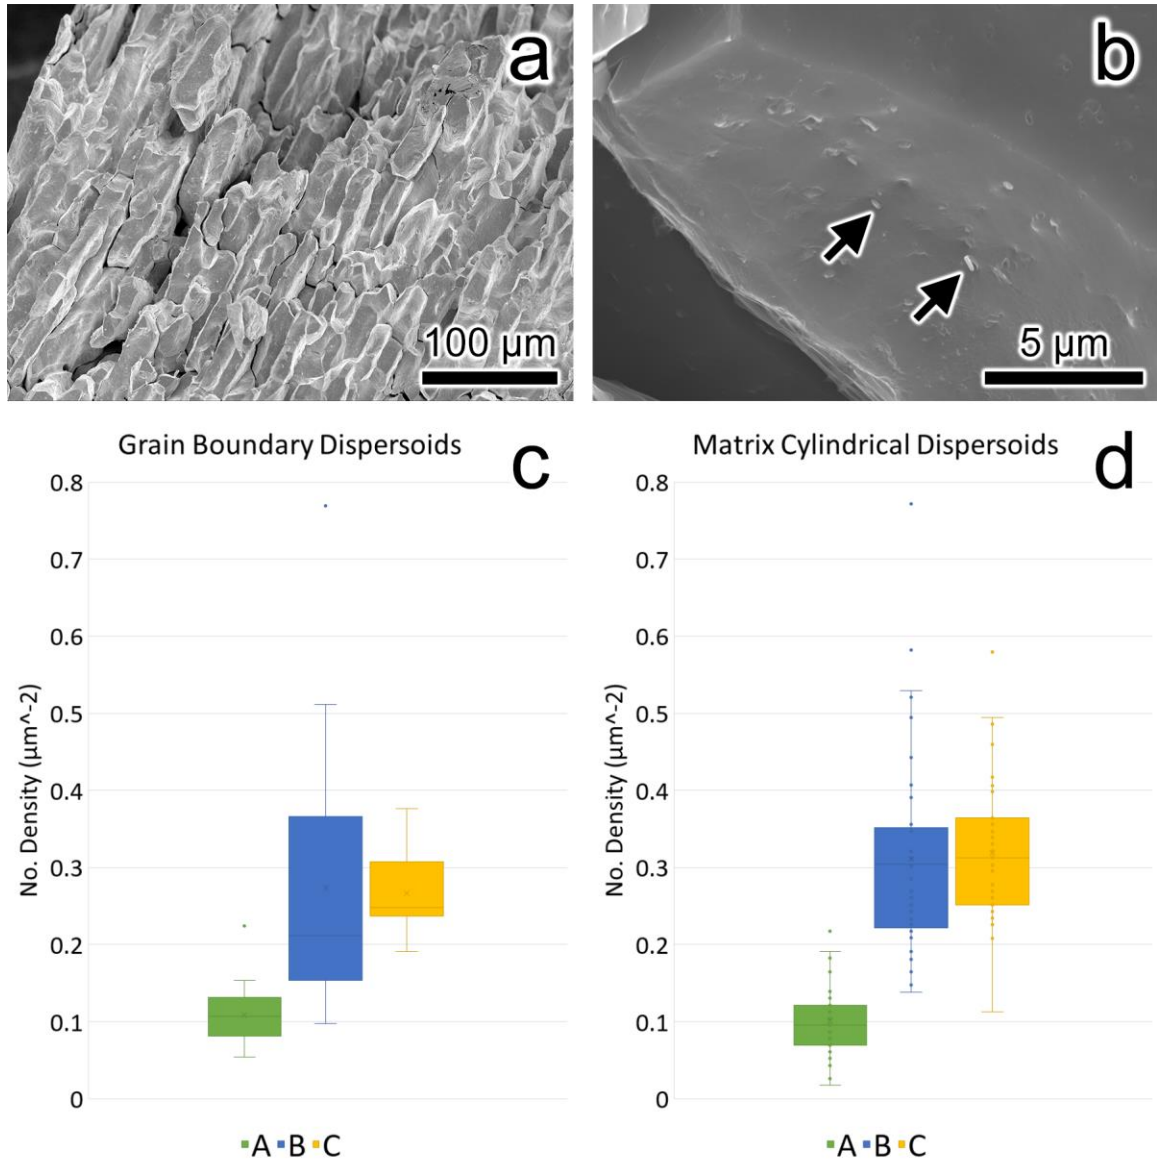 a
100 µm
b
5 µm
Grain Boundary Dispersoids
c
No. Density (µm^-2)
0.8
0.7
0.6
0.5
0.4
0.3
0.2
0.1
0
A B C
Matrix Cylindrical Dispersoids
d
No. Density (µm^-2)
0.8
0.7
0.6
0.5
0.4
0.3
0.2
0.1
0
A B C